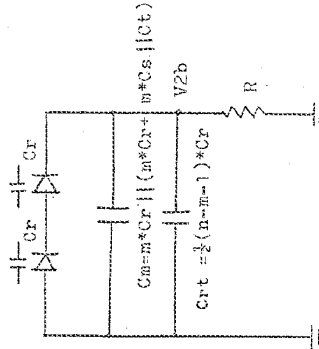 Cr
Cr
Cm=m*Cr||(m*Cr+ m*Cs||Ct)
V2b
Crt =½(n-m-1)*Cr
R